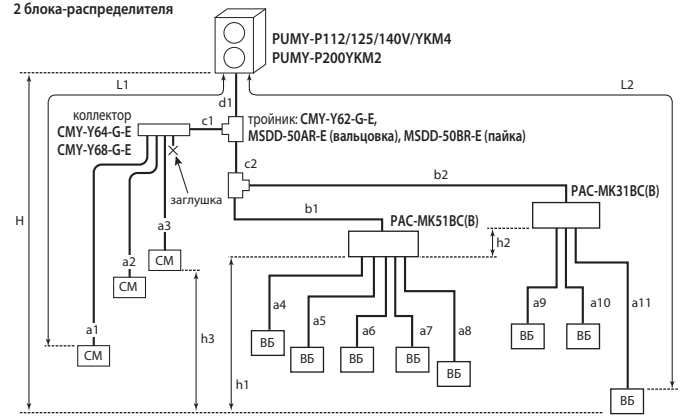 2 блока-распределителя
PUMY-P112/125/140V/YKM4
PUMY-P200YKM2
L1
L2
d1
коллектор
CMY-Y64-G-E
CMY-Y68-G-E
c1
тройник: CMY-Y62-G-E,
MSDD-50AR-E (вальцовка), MSDD-50BR-E (пайка)
заглушка
c2
b2
PAC-MK31BC(B)
H
b1
PAC-MK51BC(B)
h2
a3
a2
СМ
СМ
a1
СМ
h3
h1
a4
a5
a6
a7
a8
a9
a10
a11
ВБ
ВБ
ВБ
ВБ
ВБ
ВБ
ВБ
ВБ